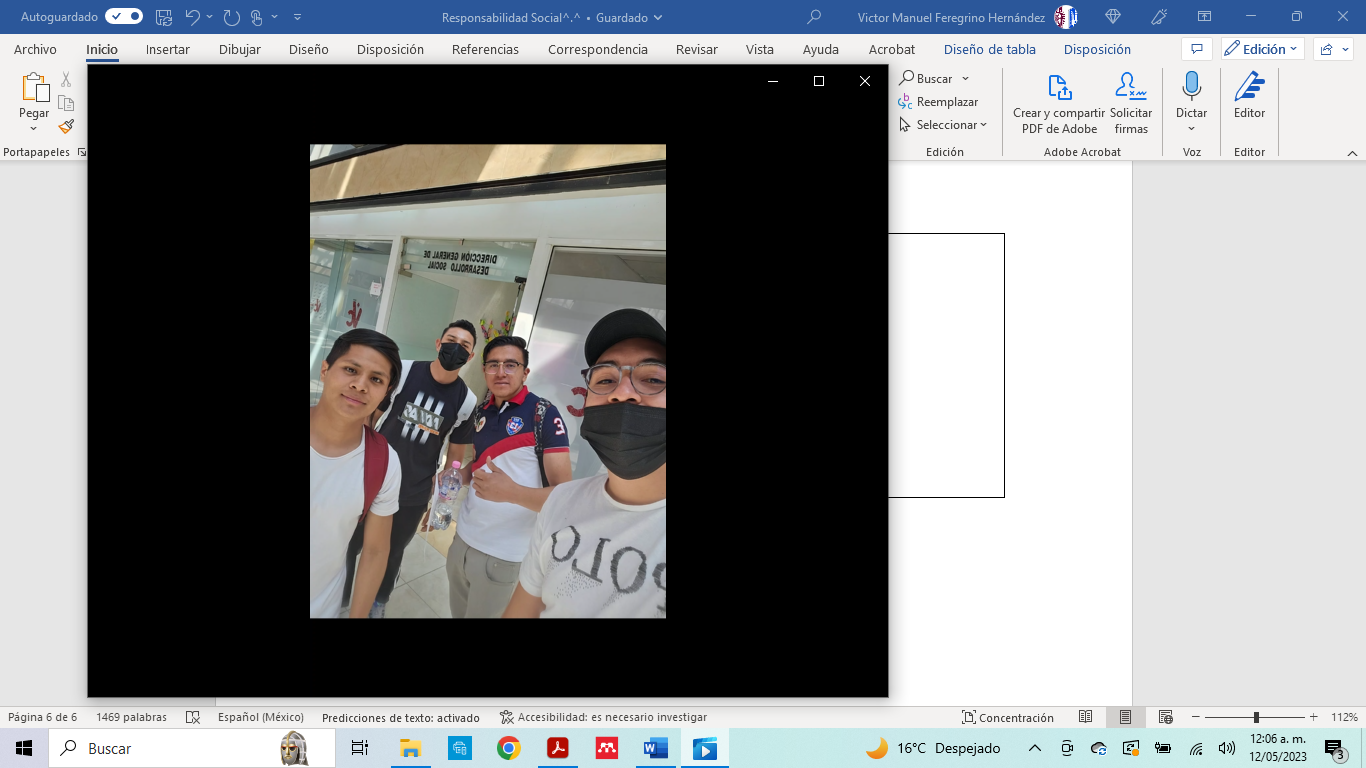 Autoguardado
Responsabilidad Social^.^ • Guardado
Victor Manuel Feregrino Hernández
Archivo Inicio Insertar Dibujar Diseño Disposición Referencias Correspondencia Revisar Vista Ayuda Acrobat Diseño de tabla Disposición
Edición
Pegar
Portapapeles
Buscar
Reemplazar
Seleccionar
Edición
Crear y compartir
PDF de Adobe
Solicitar
firmas
Adobe Acrobat
Dictar
Voz
Editor
Editor
DIRECCIÓN GENERAL DE
DESARROLLO SOCIAL
3
POLO
Página 6 de 6 1469 palabras Español (México) Predicciones de texto: activado Accesibilidad: es necesario investigar Concentración 112%
Buscar
16°C Despejado
12:06 a. m.
12/05/2023
3